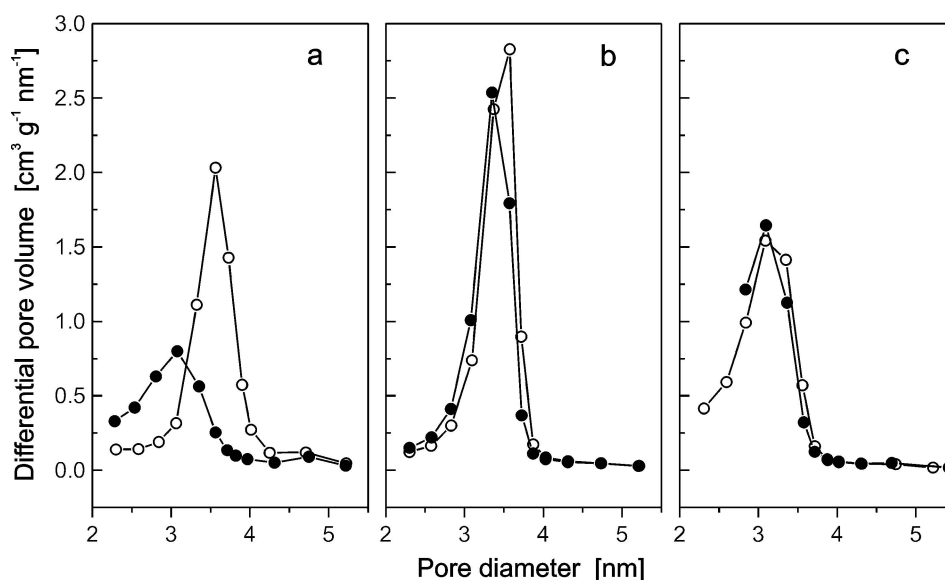 Differential pore volume [cm³ g⁻¹ nm⁻¹]
3.0
2.5
2.0
1.5
1.0
0.5
0.0
a
b
c
2 3 4 5 2 3 4 5 2 3 4 5
Pore diameter [nm]